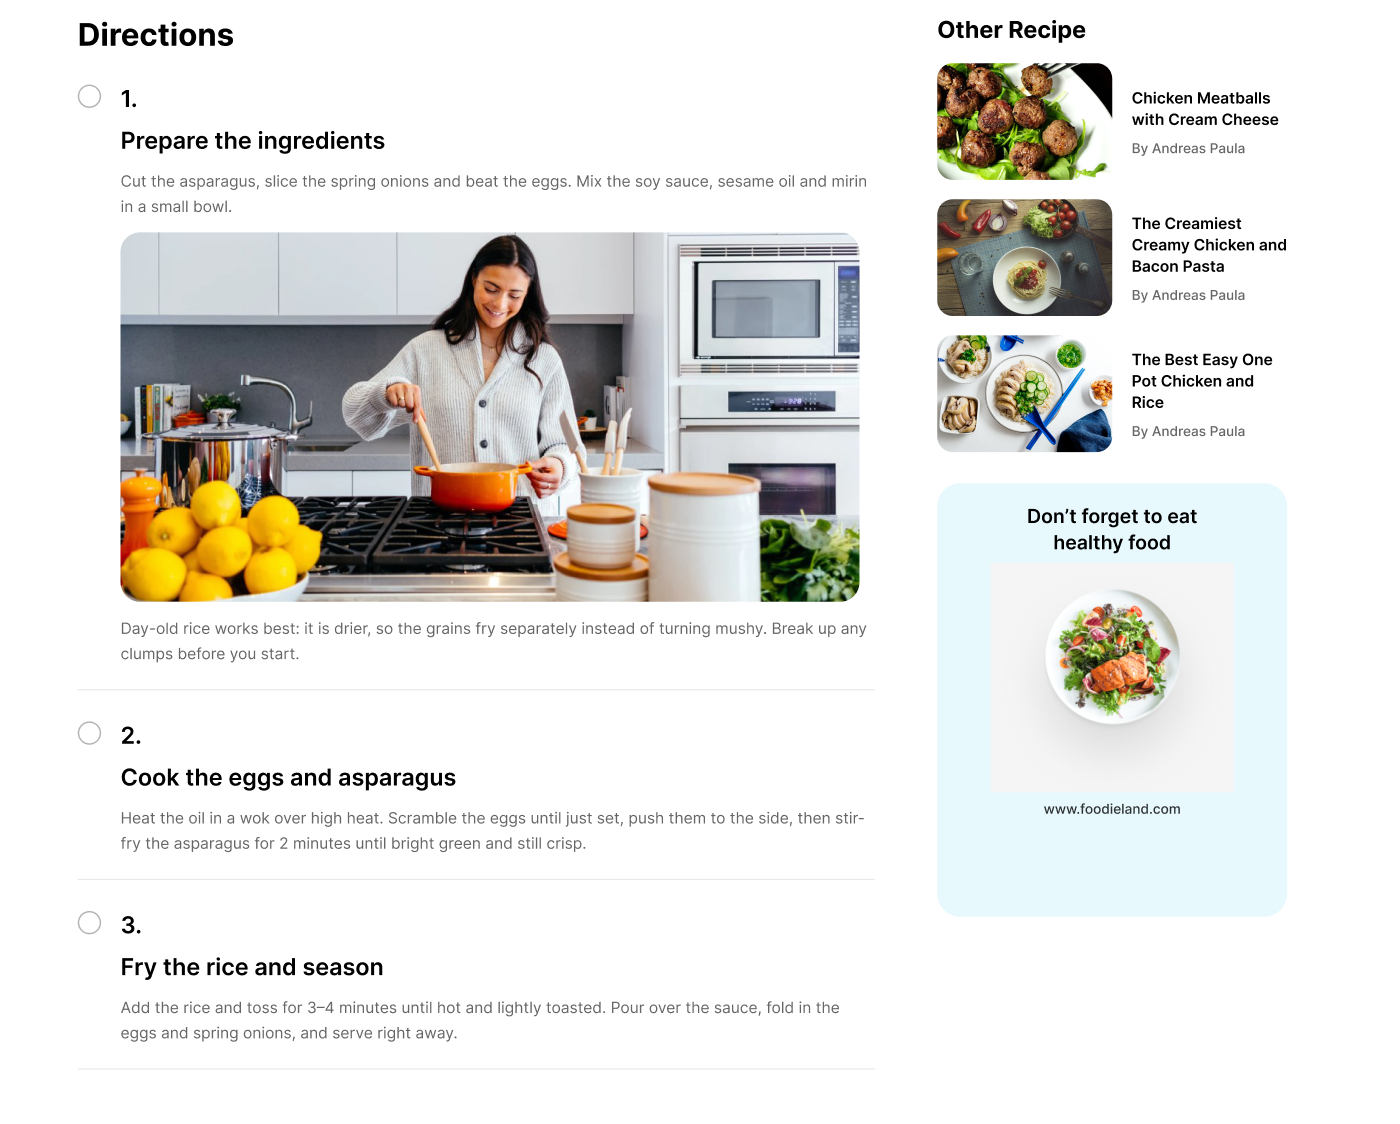 Directions
1.
Prepare the ingredients
Cut the asparagus, slice the spring onions and beat the eggs. Mix the soy sauce, sesame oil and mirin
in a small bowl.
Day-old rice works best: it is drier, so the grains fry separately instead of turning mushy. Break up any
clumps before you start.
2.
Cook the eggs and asparagus
Heat the oil in a wok over high heat. Scramble the eggs until just set, push them to the side, then stir-
fry the asparagus for 2 minutes until bright green and still crisp.
3.
Fry the rice and season
Add the rice and toss for 3–4 minutes until hot and lightly toasted. Pour over the sauce, fold in the
eggs and spring onions, and serve right away.
Other Recipe
Chicken Meatballs
with Cream Cheese
By Andreas Paula
The Creamiest
Creamy Chicken and
Bacon Pasta
By Andreas Paula
The Best Easy One
Pot Chicken and
Rice
By Andreas Paula
Don’t forget to eat
healthy food
www.foodieland.com